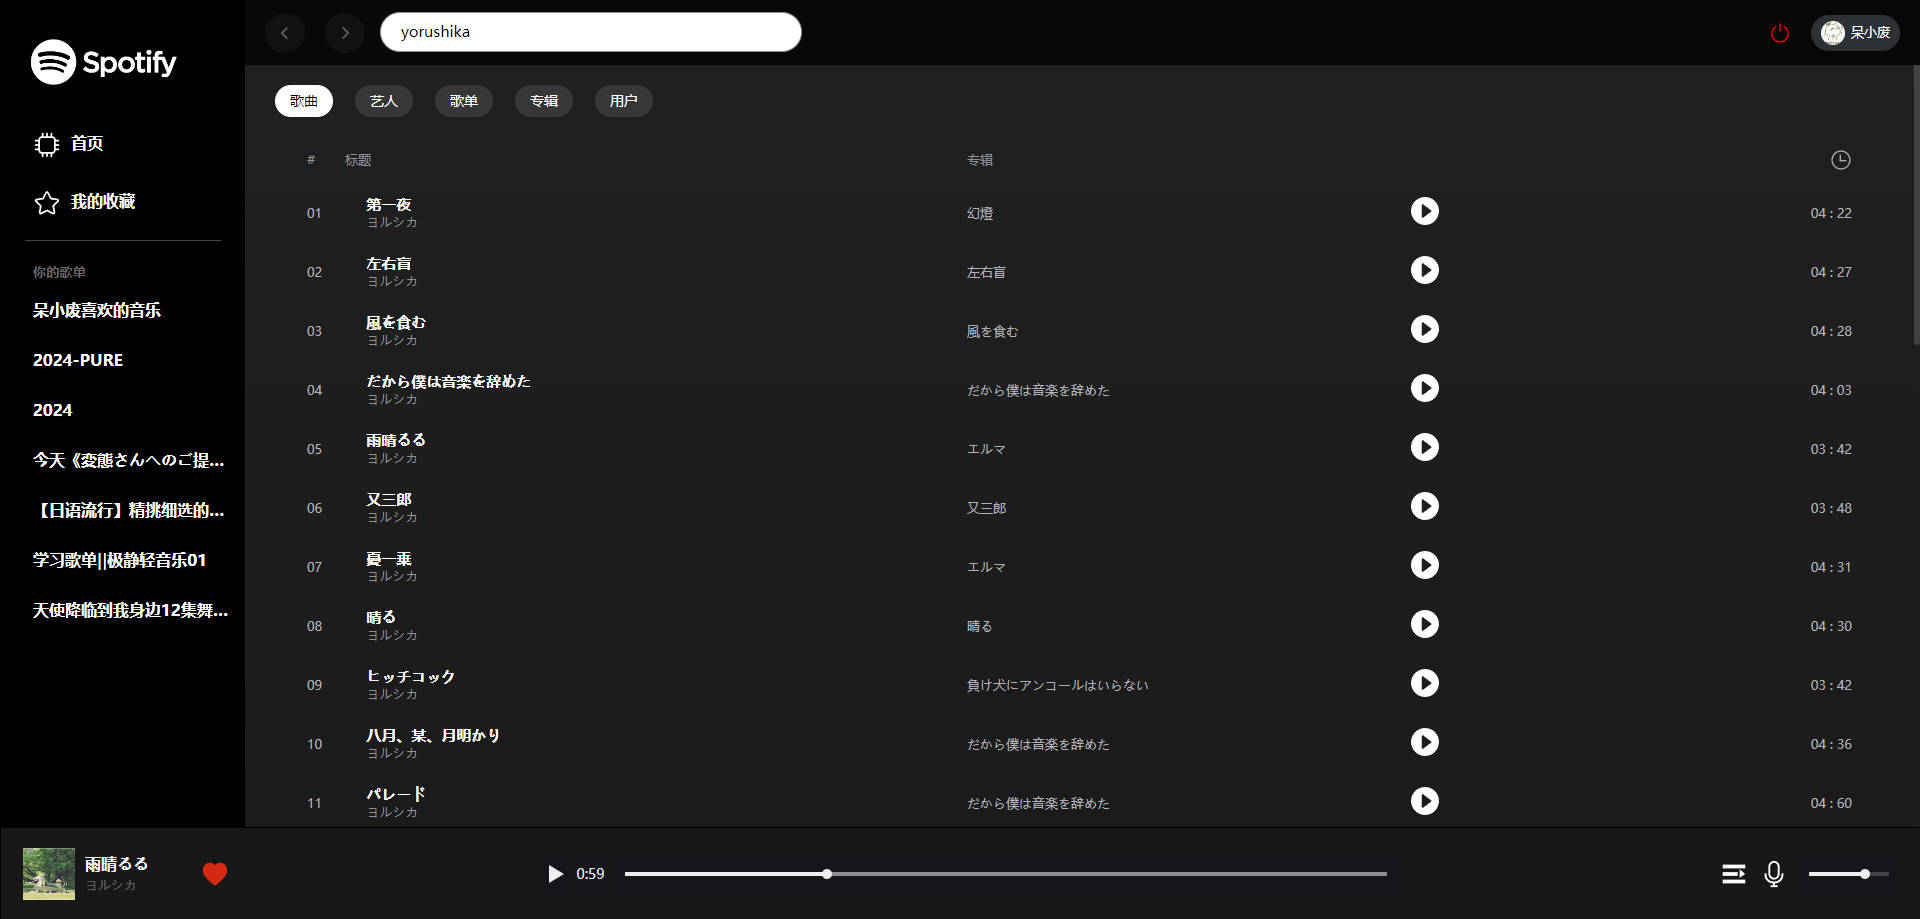 Spotify
yorushika
呆小废
首页
我的收藏
你的歌单
呆小废喜欢的音乐
2024-PURE
2024
今天《変態さんへのご提...
【日语流行】精挑细选的...
学习歌单||极静轻音乐01
天使降临到我身边12集舞...
歌曲 艺人 歌单 专辑 用户
# 标题 专辑
01 第一夜 幻燈 04 : 22
ヨルシカ
02 左右盲 左右盲 04 : 27
ヨルシカ
03 風を食む 風を食む 04 : 28
ヨルシカ
04 だから僕は音楽を辞めた だから僕は音楽を辞めた 04 : 03
ヨルシカ
05 雨晴るる エルマ 03 : 42
ヨルシカ
06 又三郎 又三郎 03 : 48
ヨルシカ
07 憂一乗 エルマ 04 : 31
ヨルシカ
08 晴る 晴る 04 : 30
ヨルシカ
09 ヒッチコック 負け犬にアンコールはいらない 03 : 42
ヨルシカ
10 八月、某、月明かり だから僕は音楽を辞めた 04 : 36
ヨルシカ
11 パレード だから僕は音楽を辞めた 04 : 60
ヨルシカ
雨晴るる
ヨルシカ
0:59